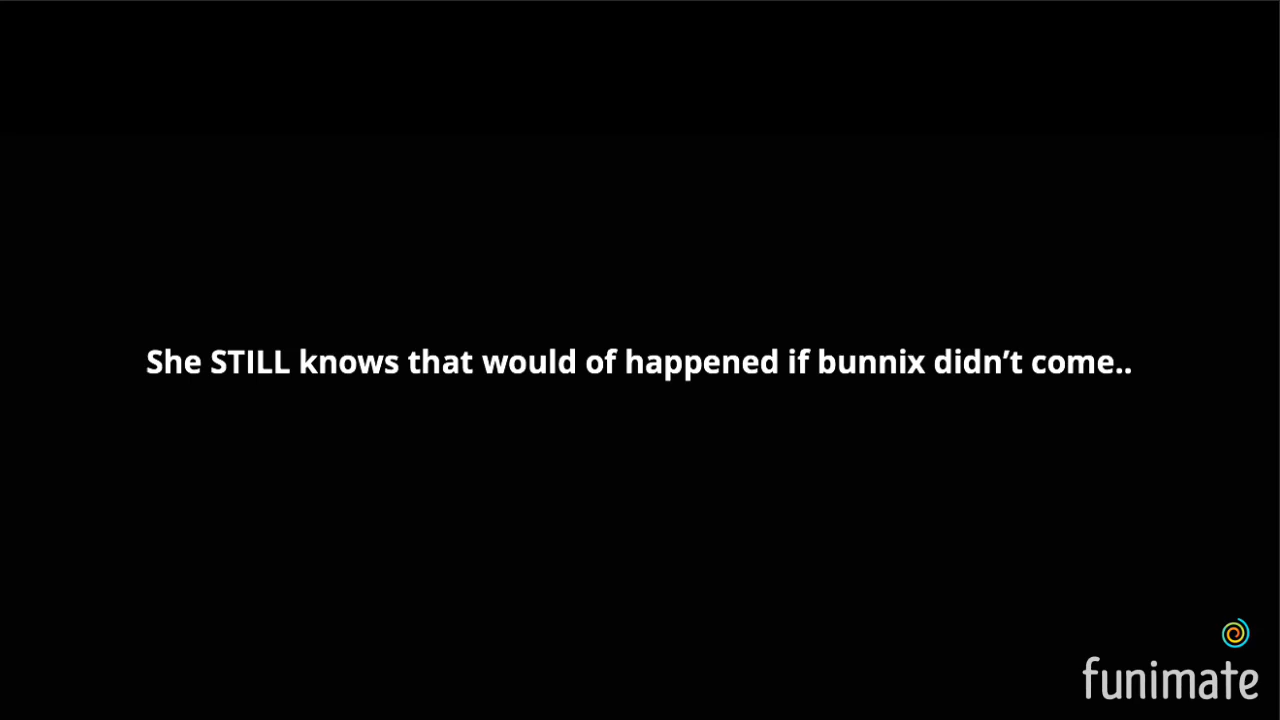 She STILL knows that would of happened if bunnix didn’t come..
funimate